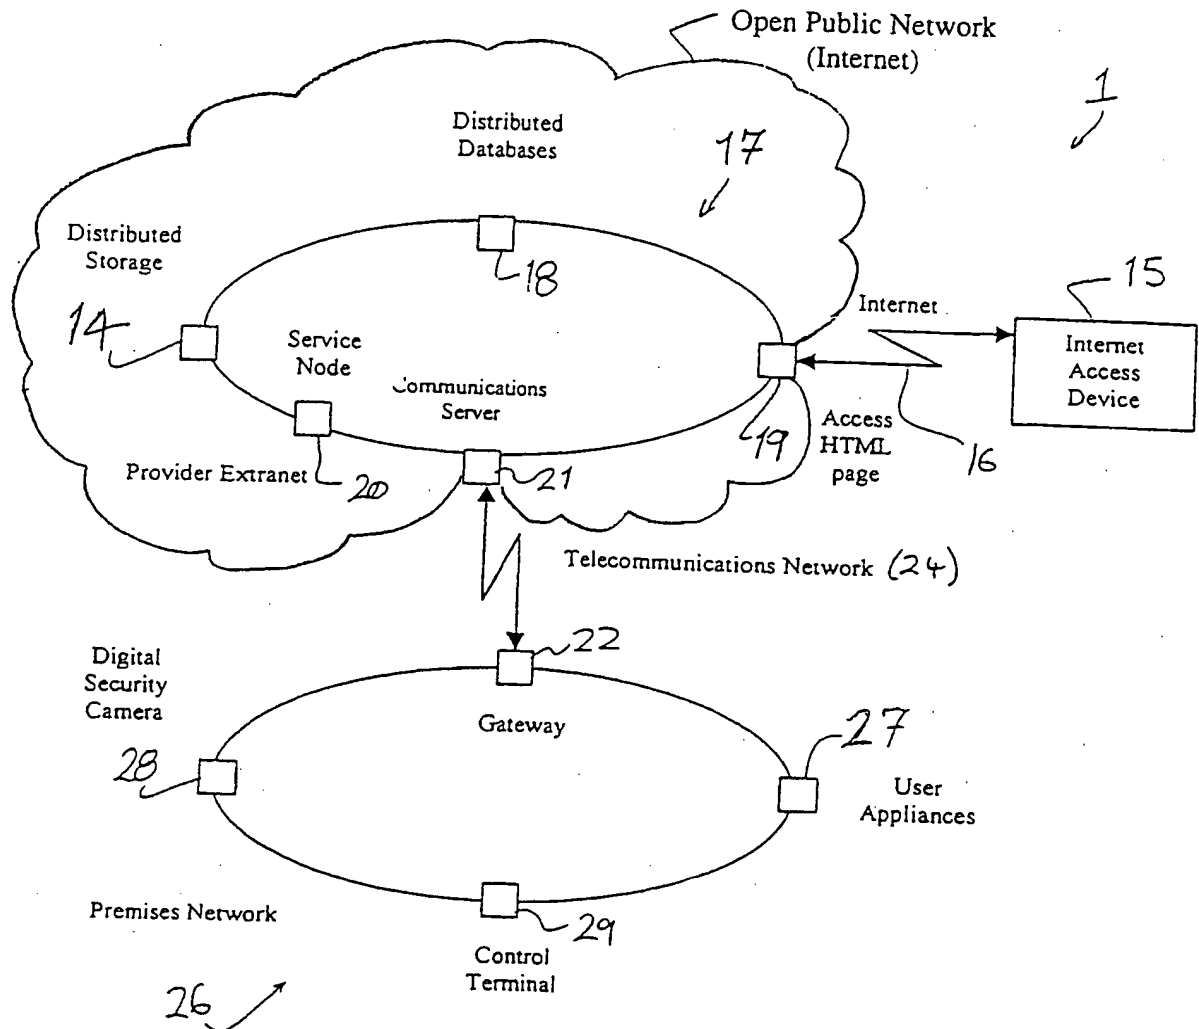 Open Public Network
(Internet)
1
Distributed
Databases
17
Distributed
Storage
18
15
14
Internet
Internet
Access
Device
Service
Node
Communications
Server
19
Access
HTML
page
16
Provider Extranet
20
21
Telecommunications Network (24)
22
Digital
Security
Camera
Gateway
27
28
User
Appliances
Premises Network
29
Control
Terminal
26